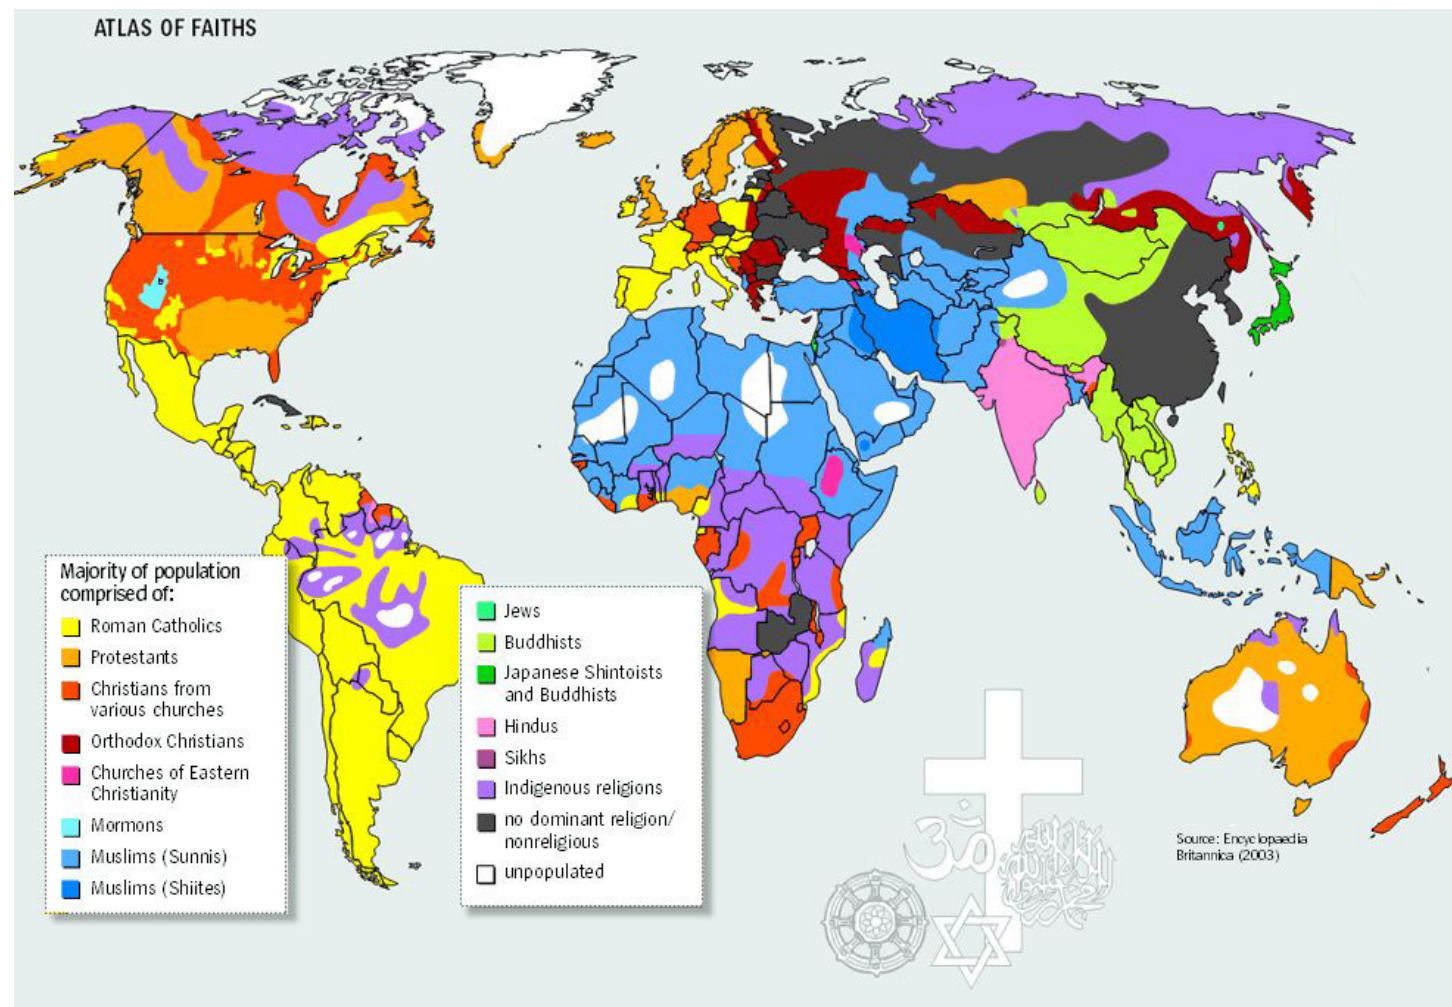 ATLAS OF FAITHS
Majority of population
comprised of:
Roman Catholics
Protestants
Christians from
various churches
Orthodox Christians
Churches of Eastern
Christianity
Mormons
Muslims (Sunnis)
Muslims (Shiites)
Jews
Buddhists
Japanese Shintoists
and Buddhists
Hindus
Sikhs
Indigenous religions
no dominant religion/
nonreligious
unpopulated
ॐ
Source: Encyclopaedia
Britannica (2003)